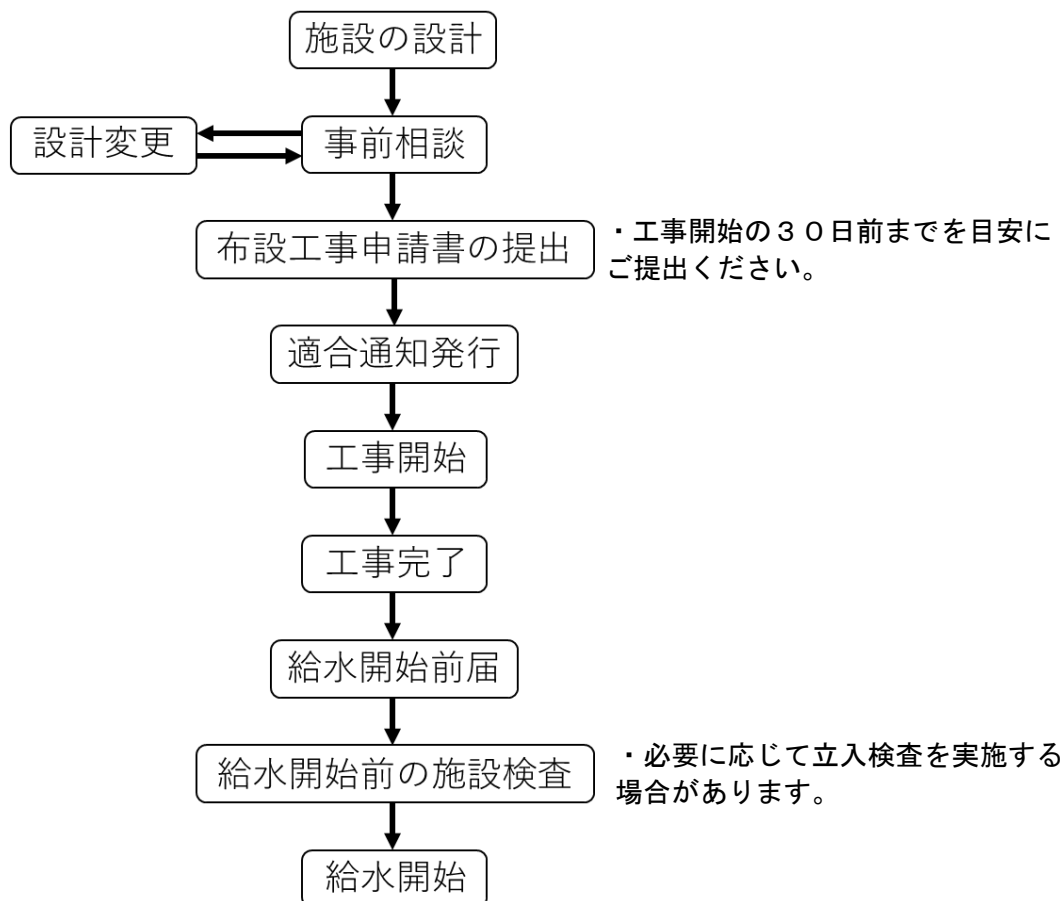 施設の設計
設計変更
事前相談
布設工事申請書の提出
・工事開始の３０日前までを目安に
ご提出ください。
適合通知発行
工事開始
工事完了
給水開始前届
給水開始前の施設検査
・必要に応じて立入検査を実施する
場合があります。
給水開始